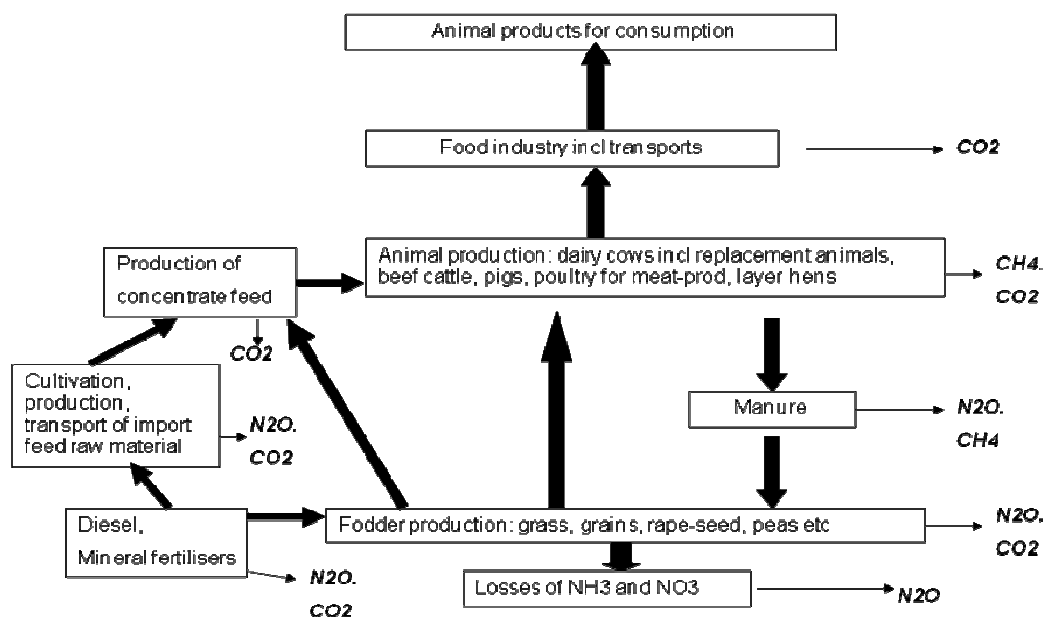 Animal products for consumption
Food industry incl transports
CO2
Animal production: dairy cows incl replacement animals,
beef cattle, pigs, poultry for meat-prod, layer hens
CH4.
CO2
Production of
concentrate feed
CO2
Cultivation,
production,
transport of import
feed raw material
N2O.
CO2
Manure
N2O.
CH4
Diesel,
Mineral fertilisers
N2O.
CO2
Fodder production: grass, grains, rape-seed, peas etc
N2O.
CO2
Losses of NH3 and NO3
N2O